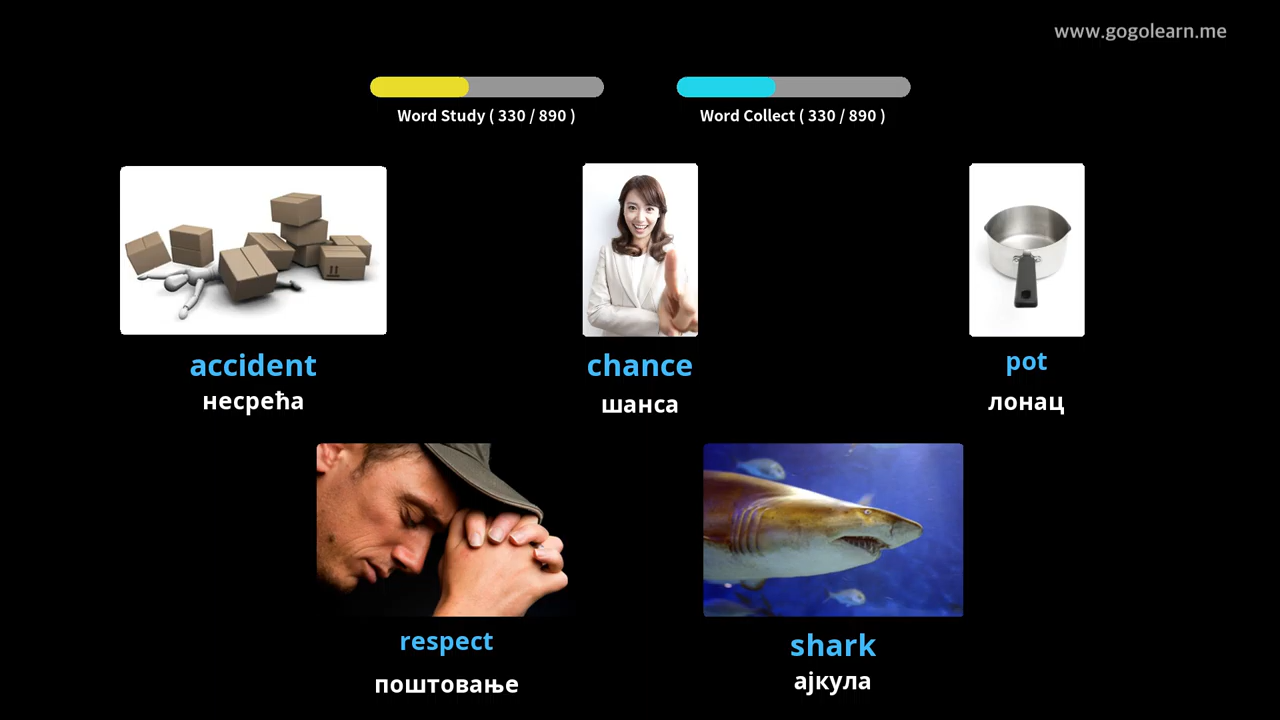 www.gogolearn.me
Word Study ( 330 / 890 )
Word Collect ( 330 / 890 )
accident
несрећа
chance
шанса
pot
лонац
respect
поштовање
shark
ајкула